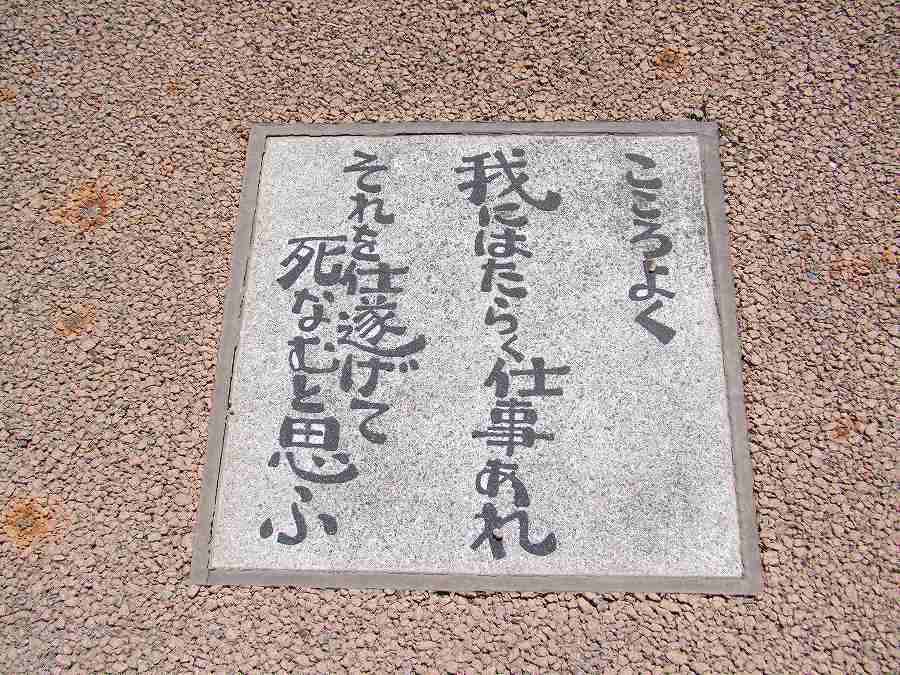 こころよく
我にはたらく仕事あれ
それを仕遂げて
死なむと思ふ